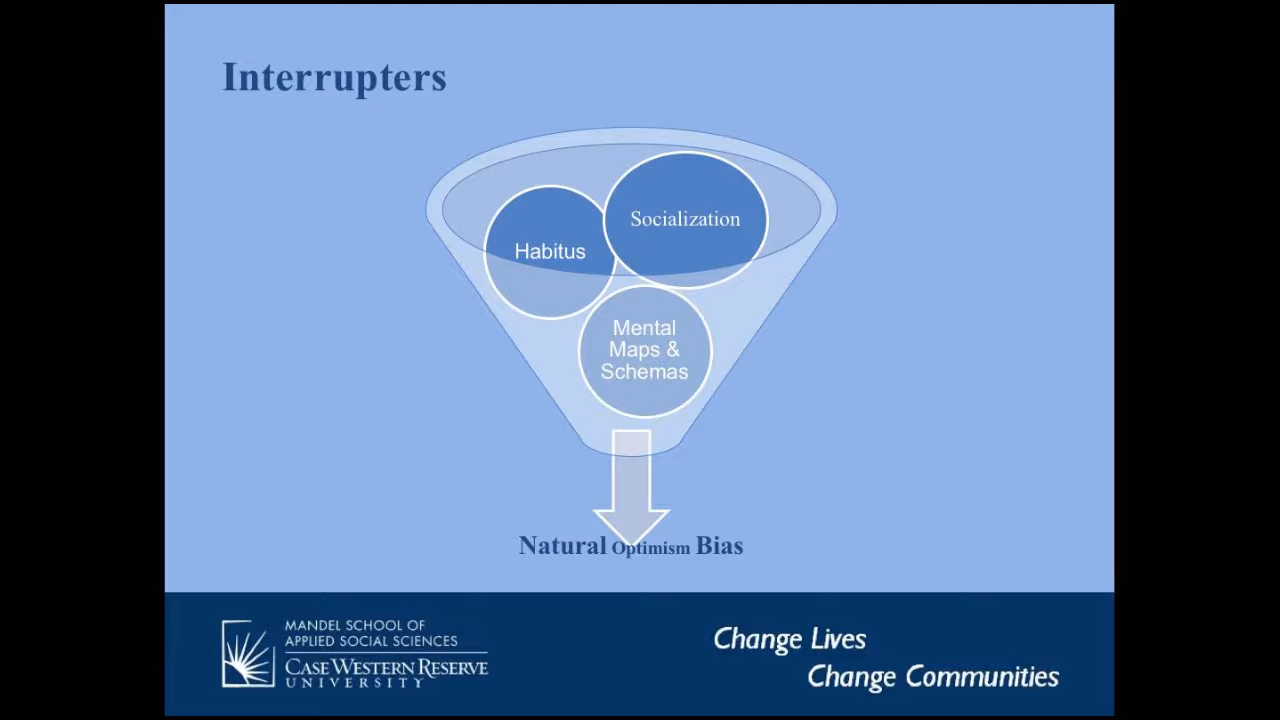 Interrupters
Socialization
Habitus
Mental
Maps &
Schemas
Natural Optimism Bias
MANDEL SCHOOL OF
APPLIED SOCIAL SCIENCES
CASE WESTERN RESERVE
UNIVERSITY
Change Lives
Change Communities